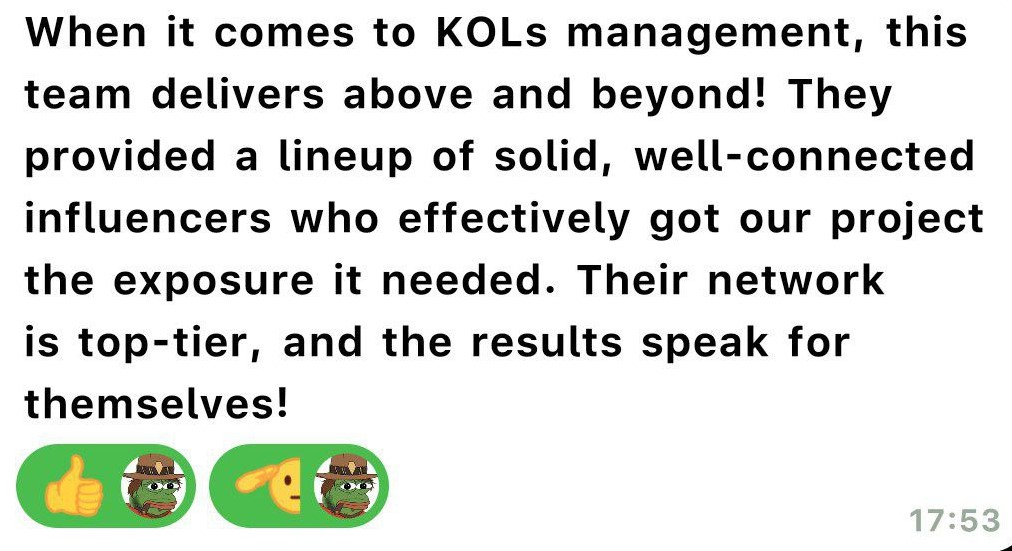 When it comes to KOLs management, this
team delivers above and beyond! They
provided a lineup of solid, well-connected
influencers who effectively got our project
the exposure it needed. Their network
is top-tier, and the results speak for
themselves!
17:53